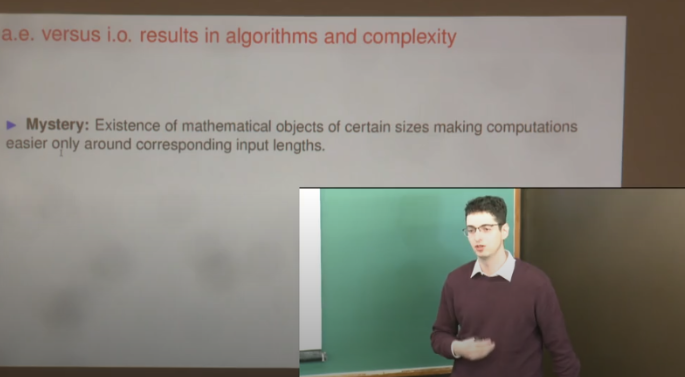 a.e. versus i.o. results in algorithms and complexity
► Mystery: Existence of mathematical objects of certain sizes making computations
easier only around corresponding input lengths.